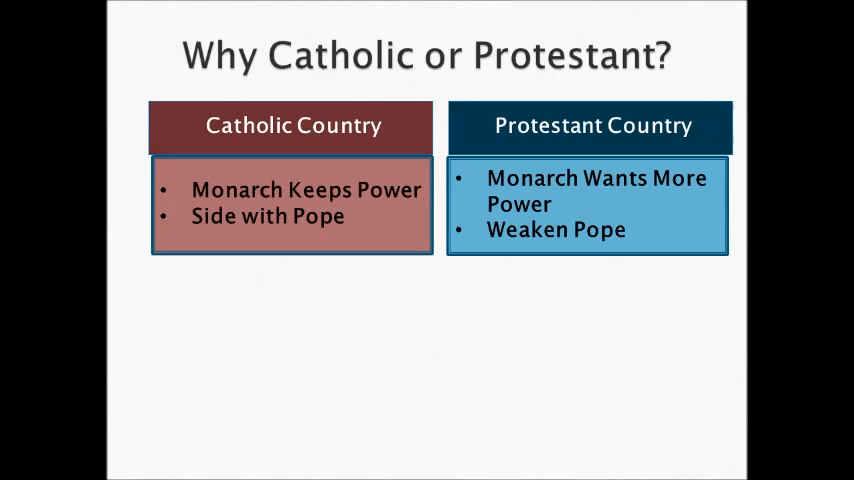 Why Catholic or Protestant?
Catholic Country
• Monarch Keeps Power
• Side with Pope
Protestant Country
• Monarch Wants More
Power
• Weaken Pope